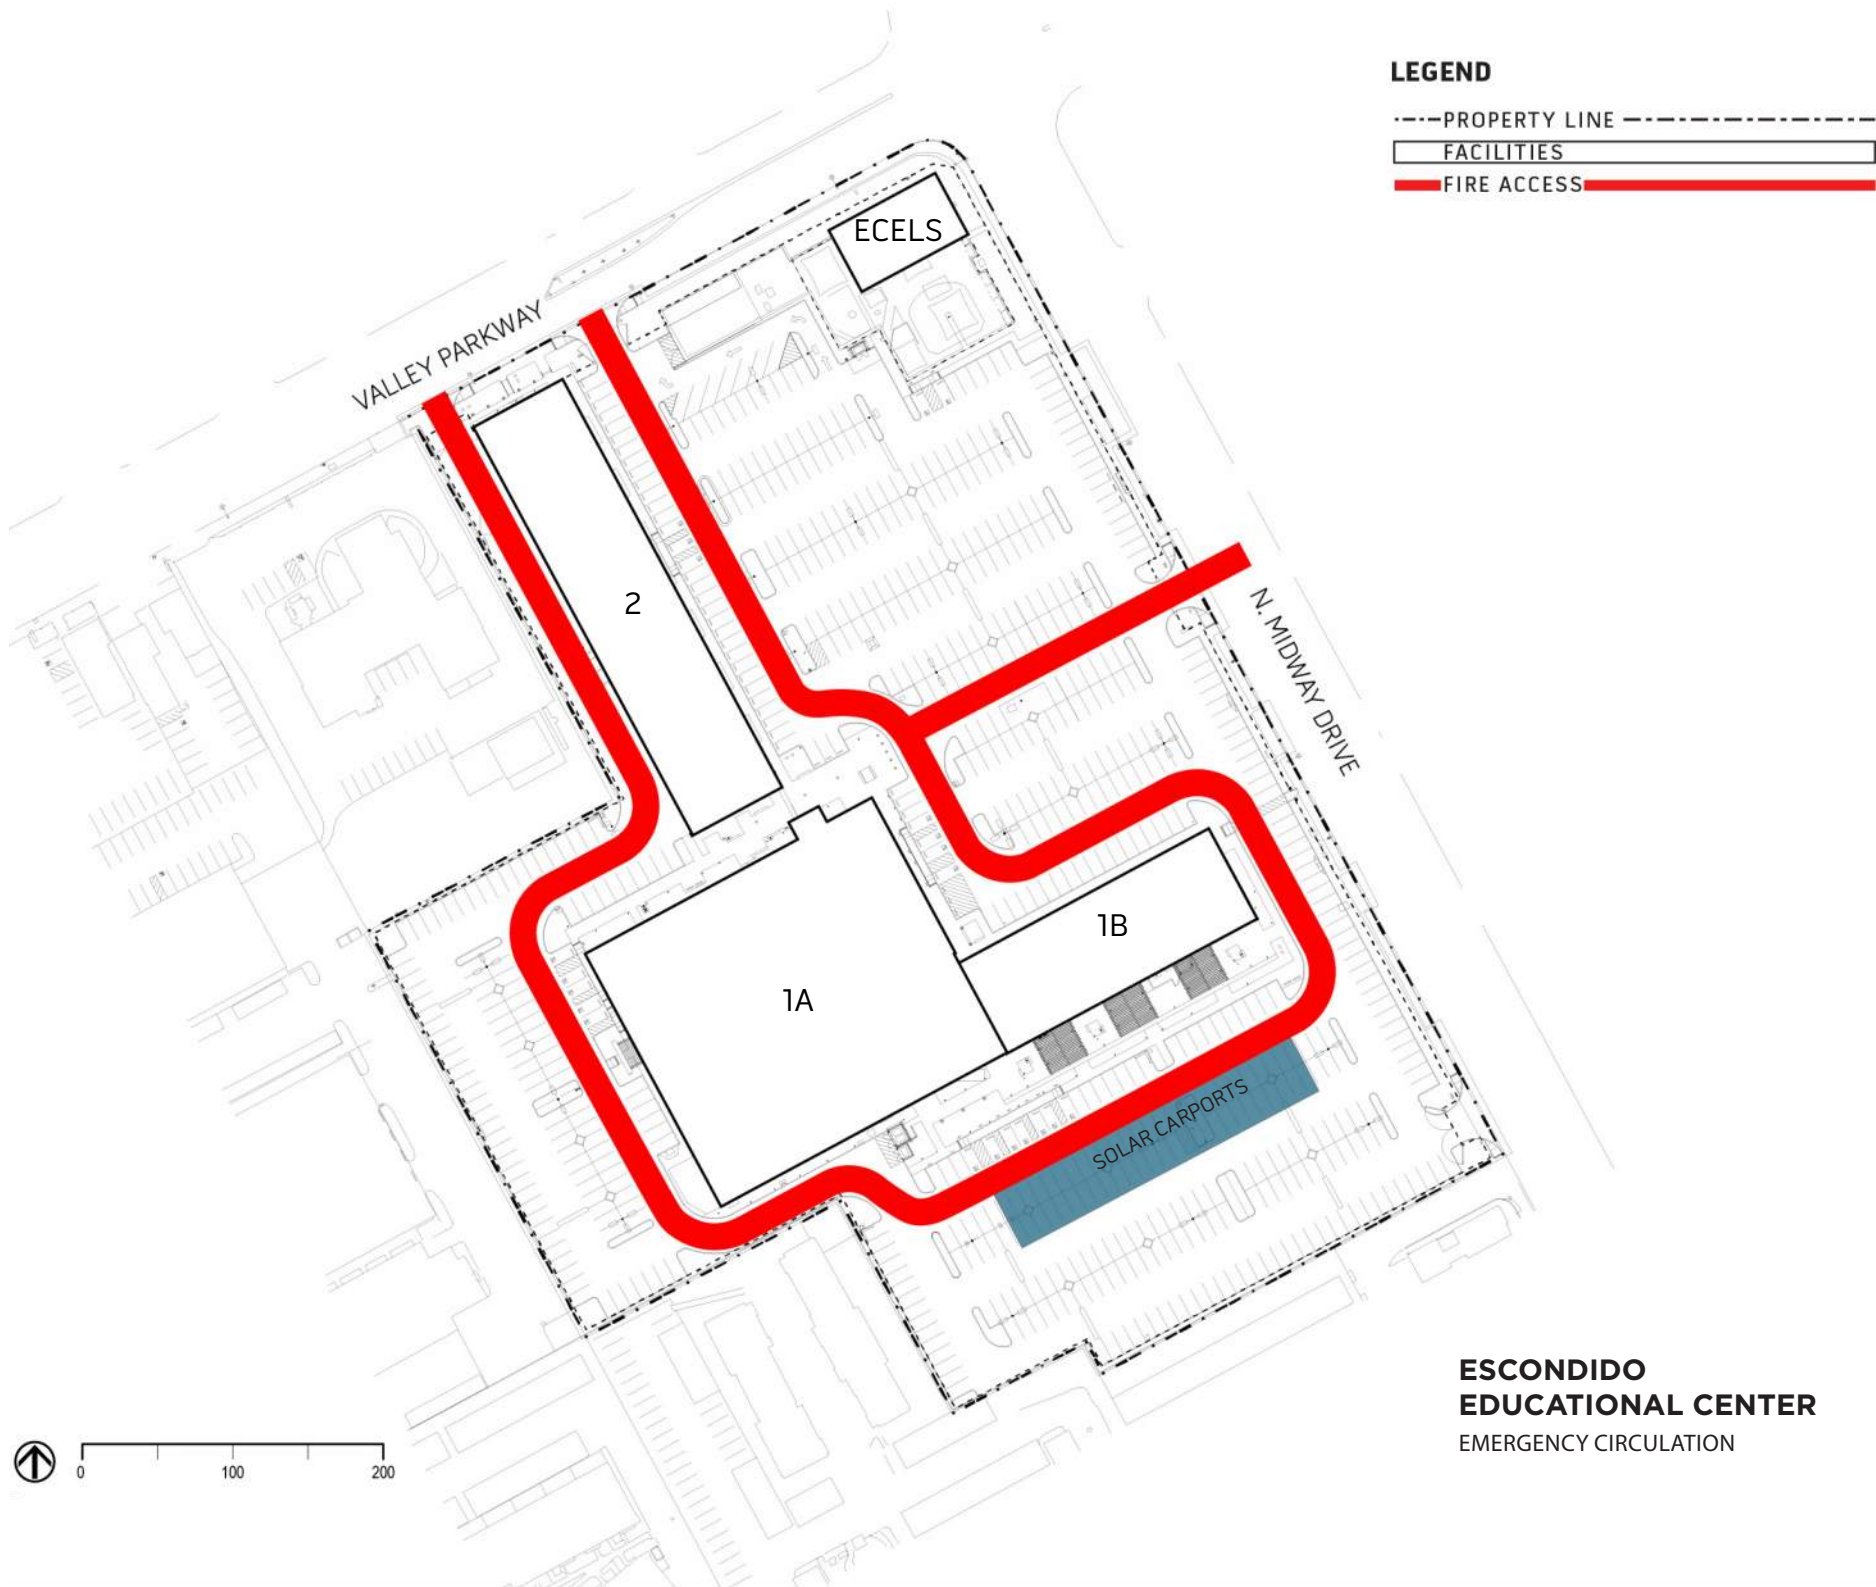 LEGEND
PROPERTY LINE
FACILITIES
FIRE ACCESS
ECELS
VALLEY PARKWAY
2
N. MIDWAY DRIVE
1B
1A
SOLAR CARPORTS
ESCONDIDO
EDUCATIONAL CENTER
EMERGENCY CIRCULATION
0 100 200